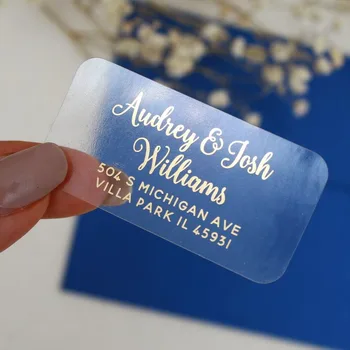 Audrey & Josh
Williams
504 S MICHIGAN AVE
VILLA PARK IL 45931